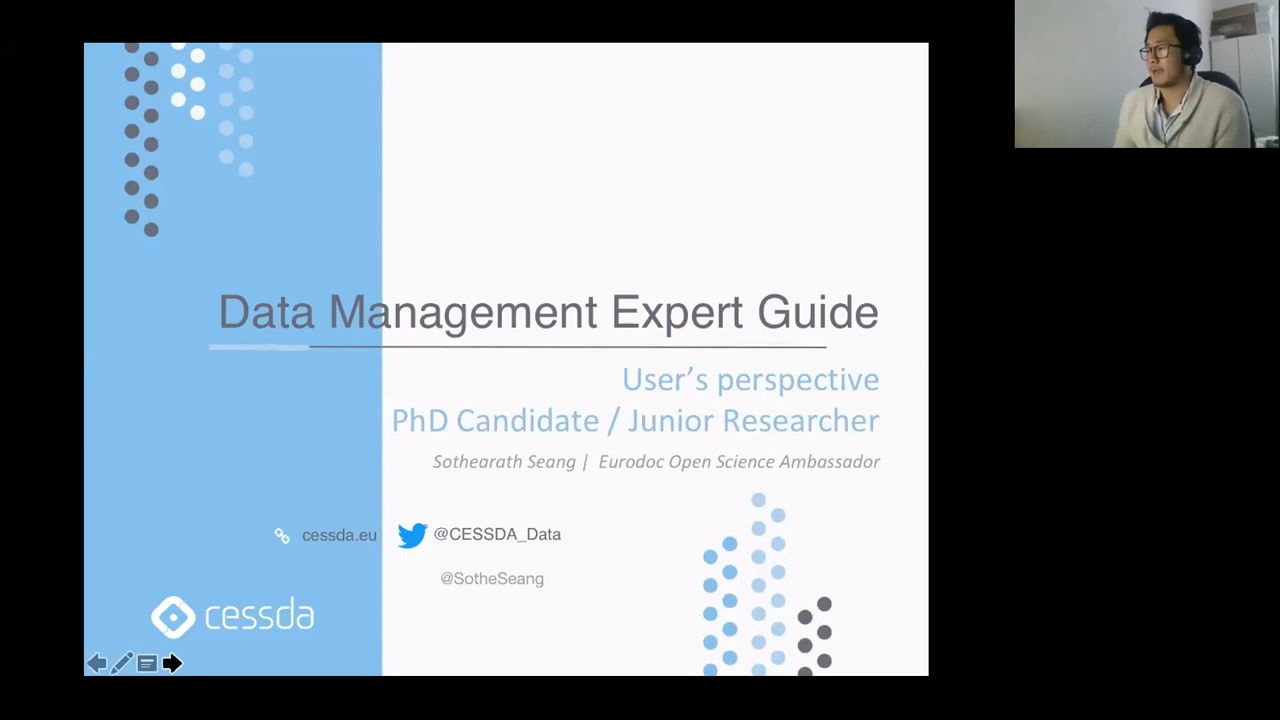 Data Management Expert Guide
User’s perspective
PhD Candidate / Junior Researcher
Sothearath Seang | Eurodoc Open Science Ambassador
cessda.eu @CESSDA_Data
@SotheSeang
cessda